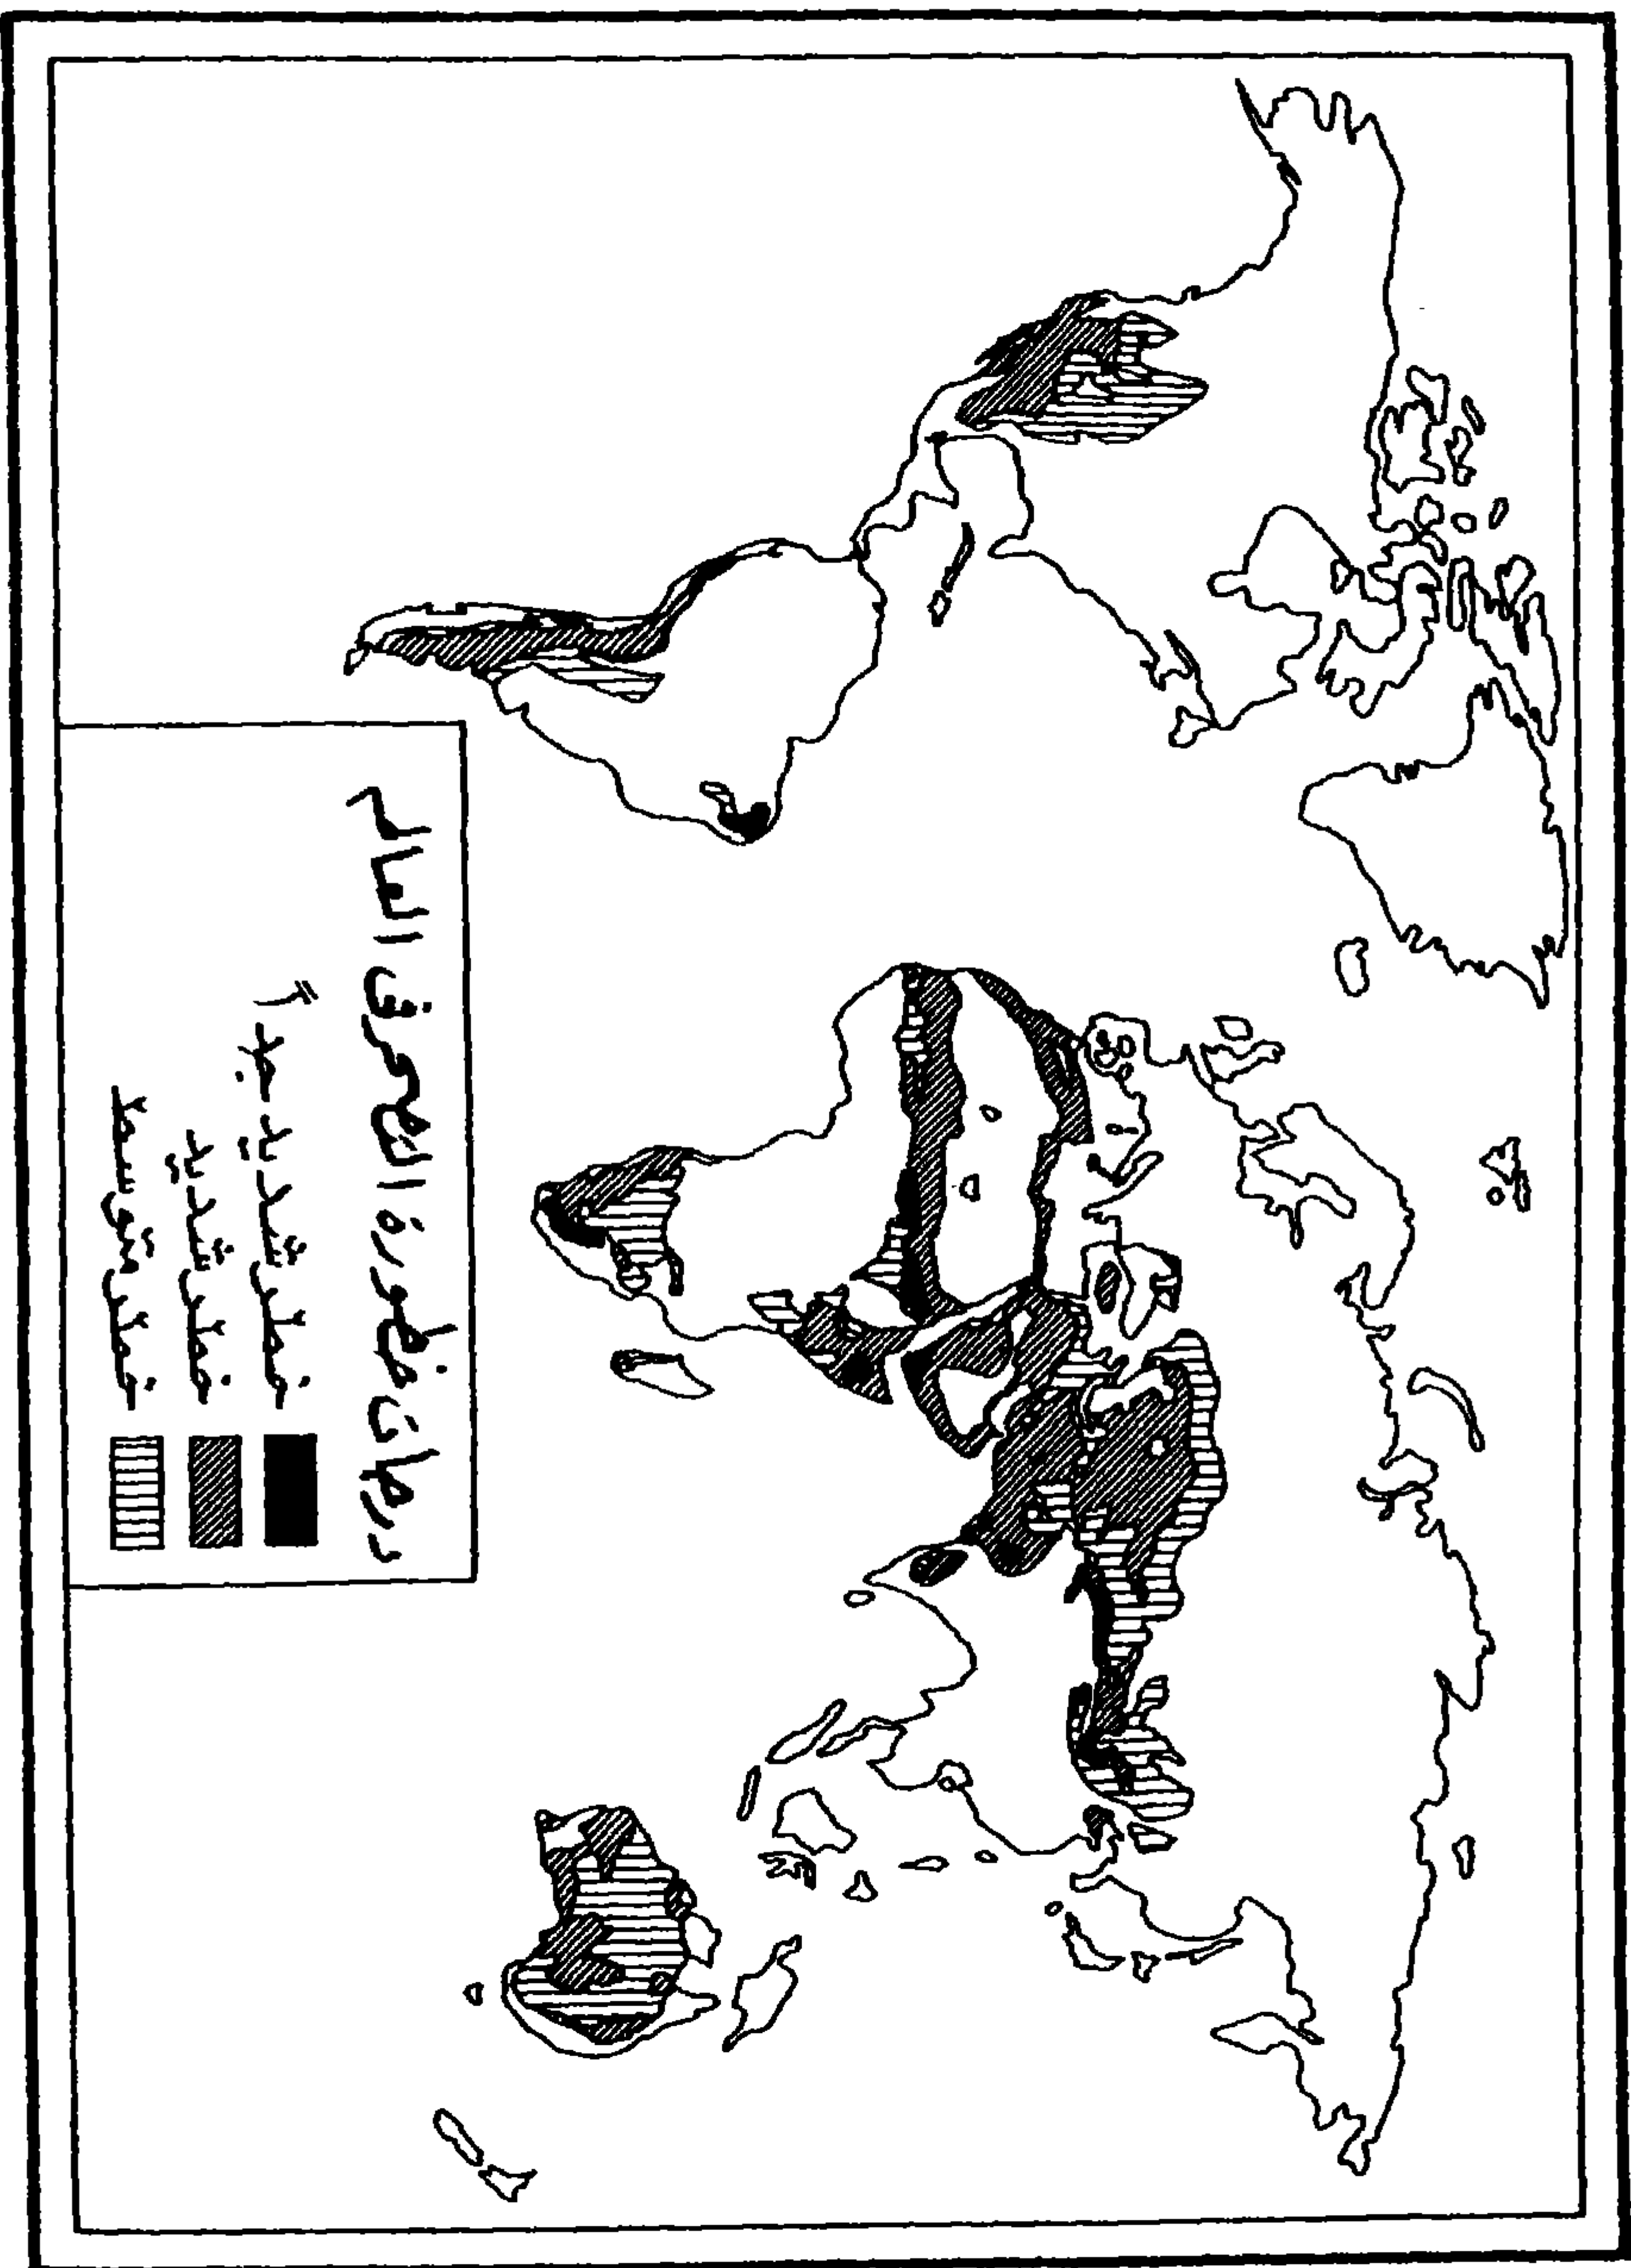 درجات خطورة التصحر في العالم
خطر شديد جداً
خطر شديد
خطر متوسط